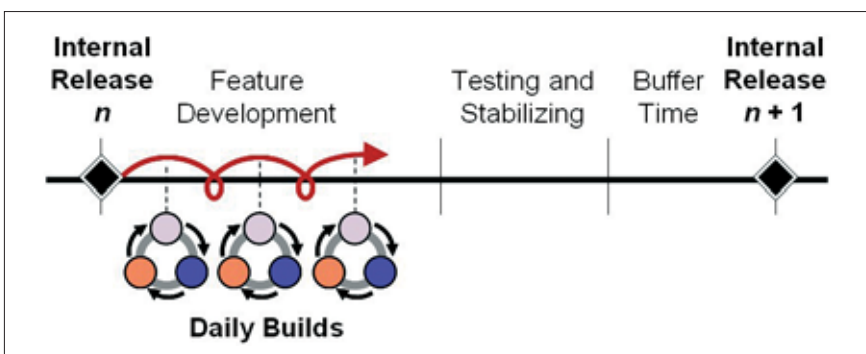 Internal
Release
n
Feature
Development
Testing and
Stabilizing
Buffer
Time
Internal
Release
n + 1
Daily Builds